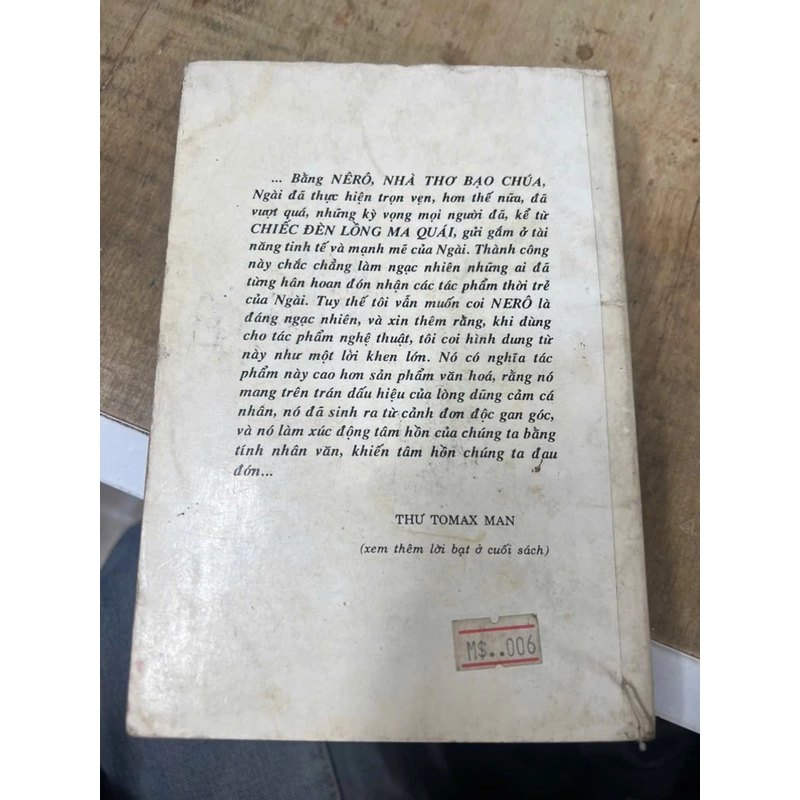 ... Bằng NÊRÔ, NHÀ THƠ BẠO CHÚA,
Ngài đã thực hiện trọn vẹn, hơn thế nữa, đã
vượt quá, những kỳ vọng mọi người đã, kể từ
CHIẾC ĐÈN LỒNG MA QUÁI, gửi gắm ở tài
năng tinh tế và mạnh mẽ của Ngài. Thành công
này chắc chẳng làm ngạc nhiên những ai đã
từng hân hoan đón nhận các tác phẩm thời trẻ
của Ngài. Tuy thế tôi vẫn muốn coi NERÔ là
đáng ngạc nhiên, và xin thêm rằng, khi dùng
cho tác phẩm nghệ thuật, tôi coi hình dung từ
này như một lời khen lớn. Nó có nghĩa tác
phẩm này cao hơn sản phẩm văn hoá, rằng nó
mang trên trán dấu hiệu của lòng dũng cảm cá
nhân, nó đã sinh ra từ cảnh đơn độc gan góc,
và nó làm xúc động tâm hồn của chúng ta bằng
tính nhân văn, khiến tâm hồn chúng ta đau
đón...
THƯ TOMAX MAN
(xem thêm lời bạt ở cuối sách)
M$..006